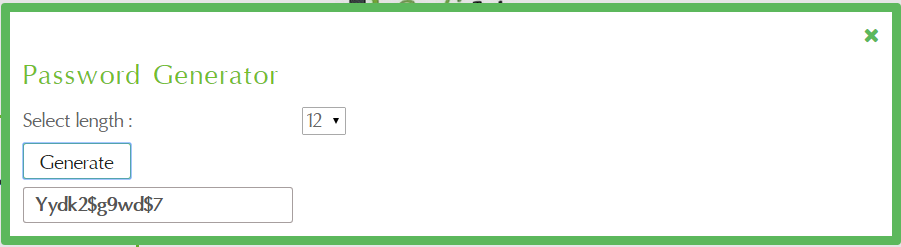 Password Generator
Select length : 12
Generate
Yydk2$g9wd$7